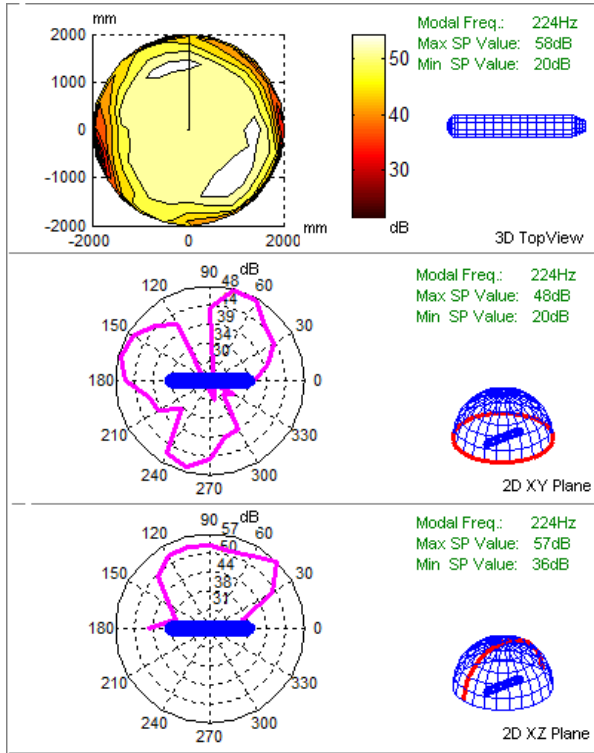 mm
2000
1000
0
-1000
-2000
-2000
0
2000
mm
50
40
30
dB
Modal Freq.: 224Hz
Max SP Value: 58dB
Min SP Value: 20dB
3D TopView
dB
90
48
60
120
44
39
34
30
150
30
180
0
210
330
240
300
270
Modal Freq.: 224Hz
Max SP Value: 48dB
Min SP Value: 20dB
2D XY Plane
dB
90
57
60
120
50
44
38
31
150
30
180
0
210
330
240
300
270
Modal Freq.: 224Hz
Max SP Value: 57dB
Min SP Value: 36dB
2D XZ Plane